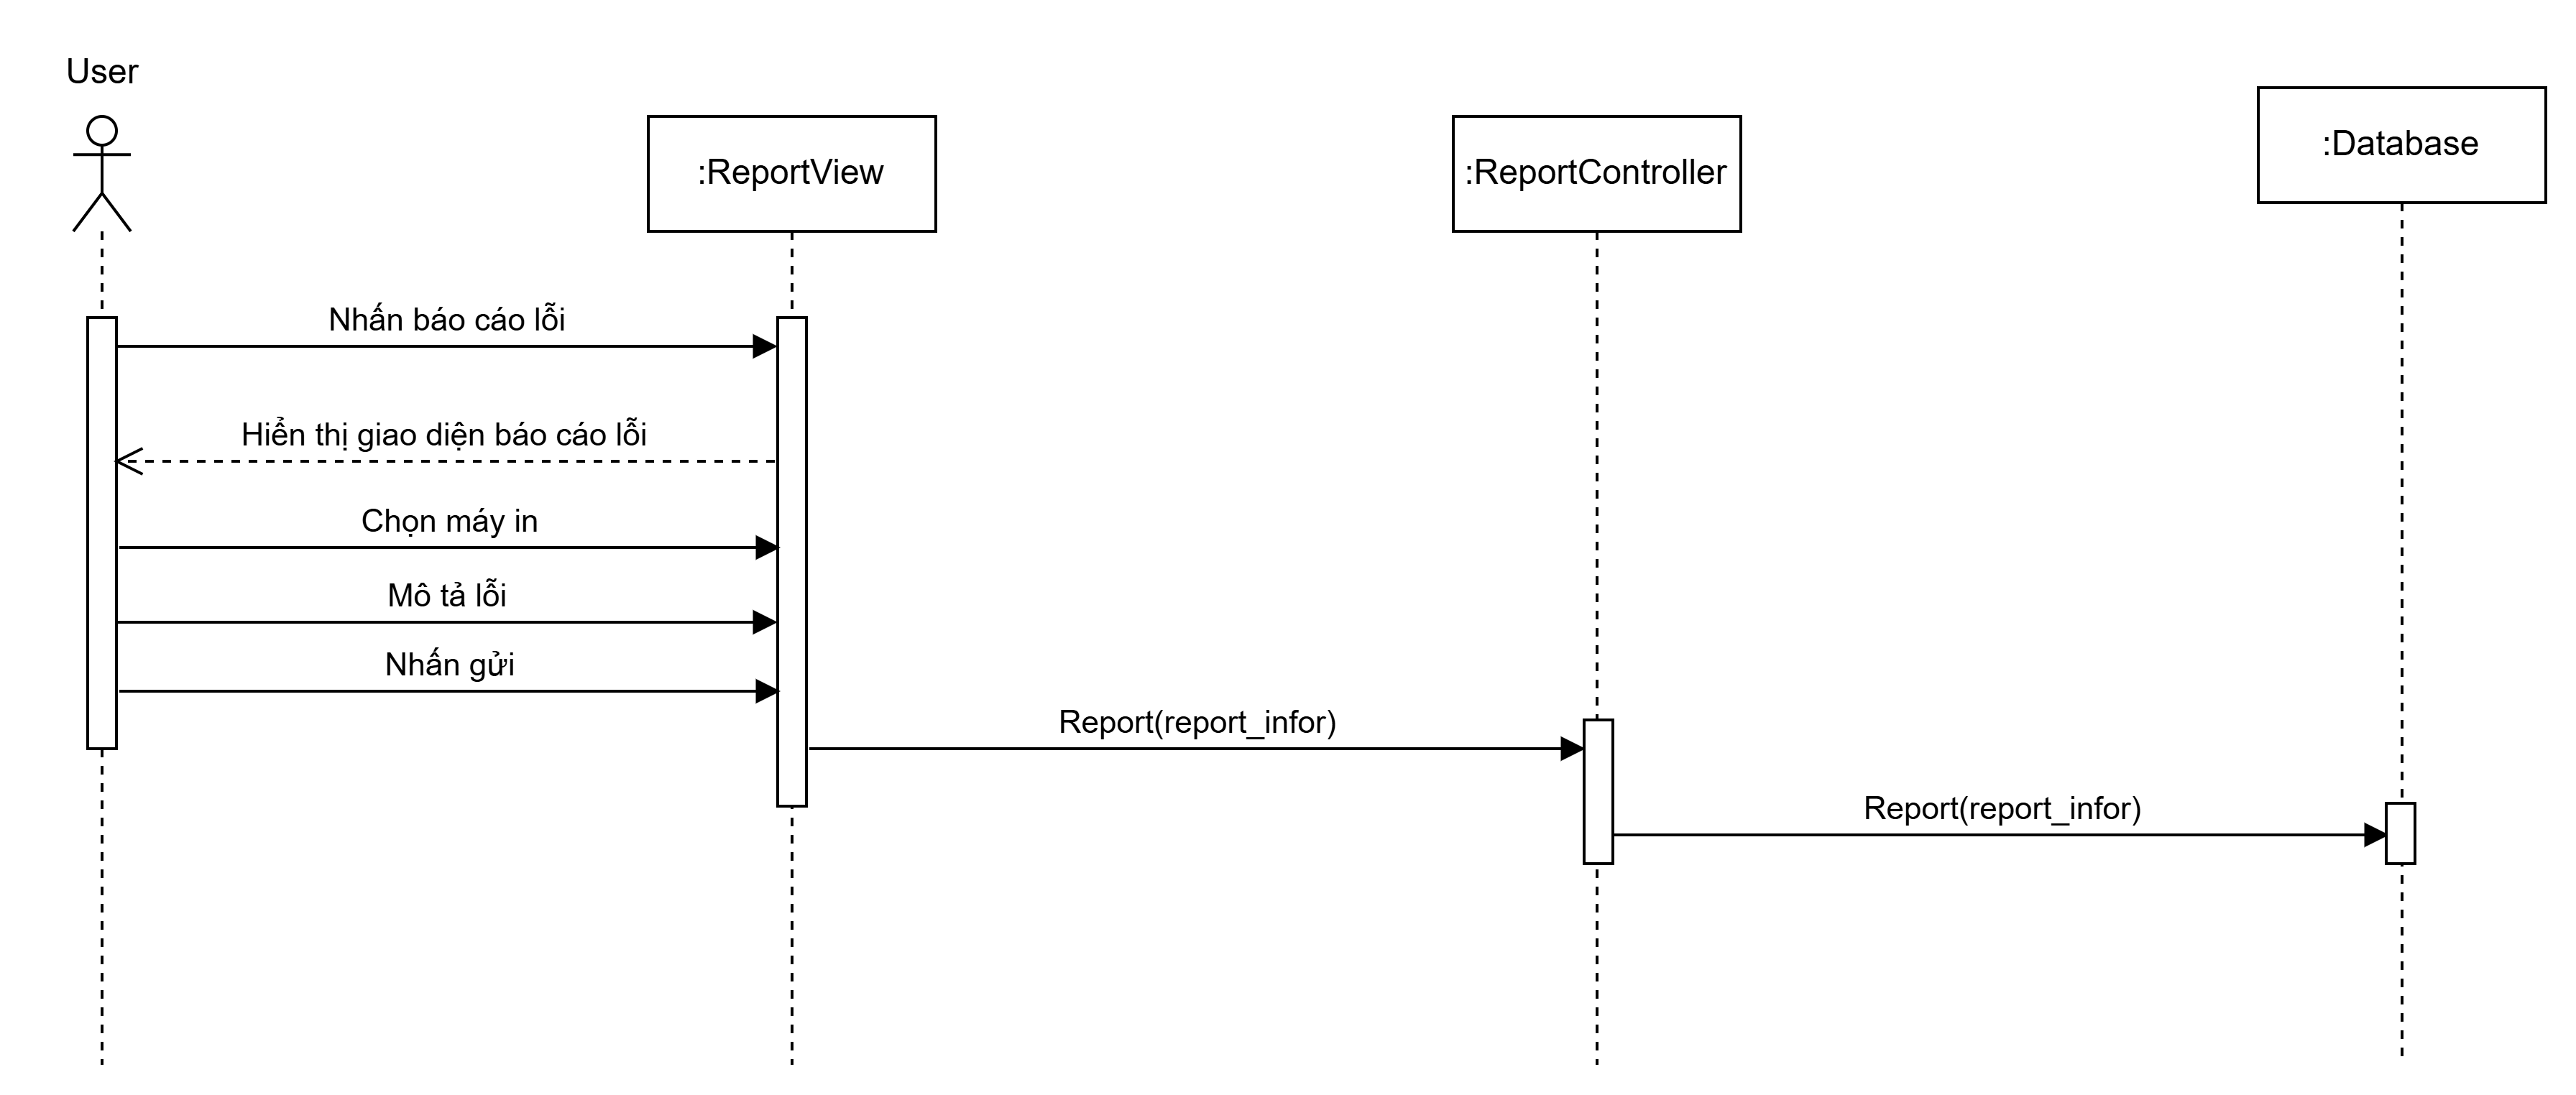 User
:ReportView
:ReportController
:Database
Nhấn báo cáo lỗi
Hiển thị giao diện báo cáo lỗi
Chọn máy in
Mô tả lỗi
Nhấn gửi
Report(report_infor)
Report(report_infor)